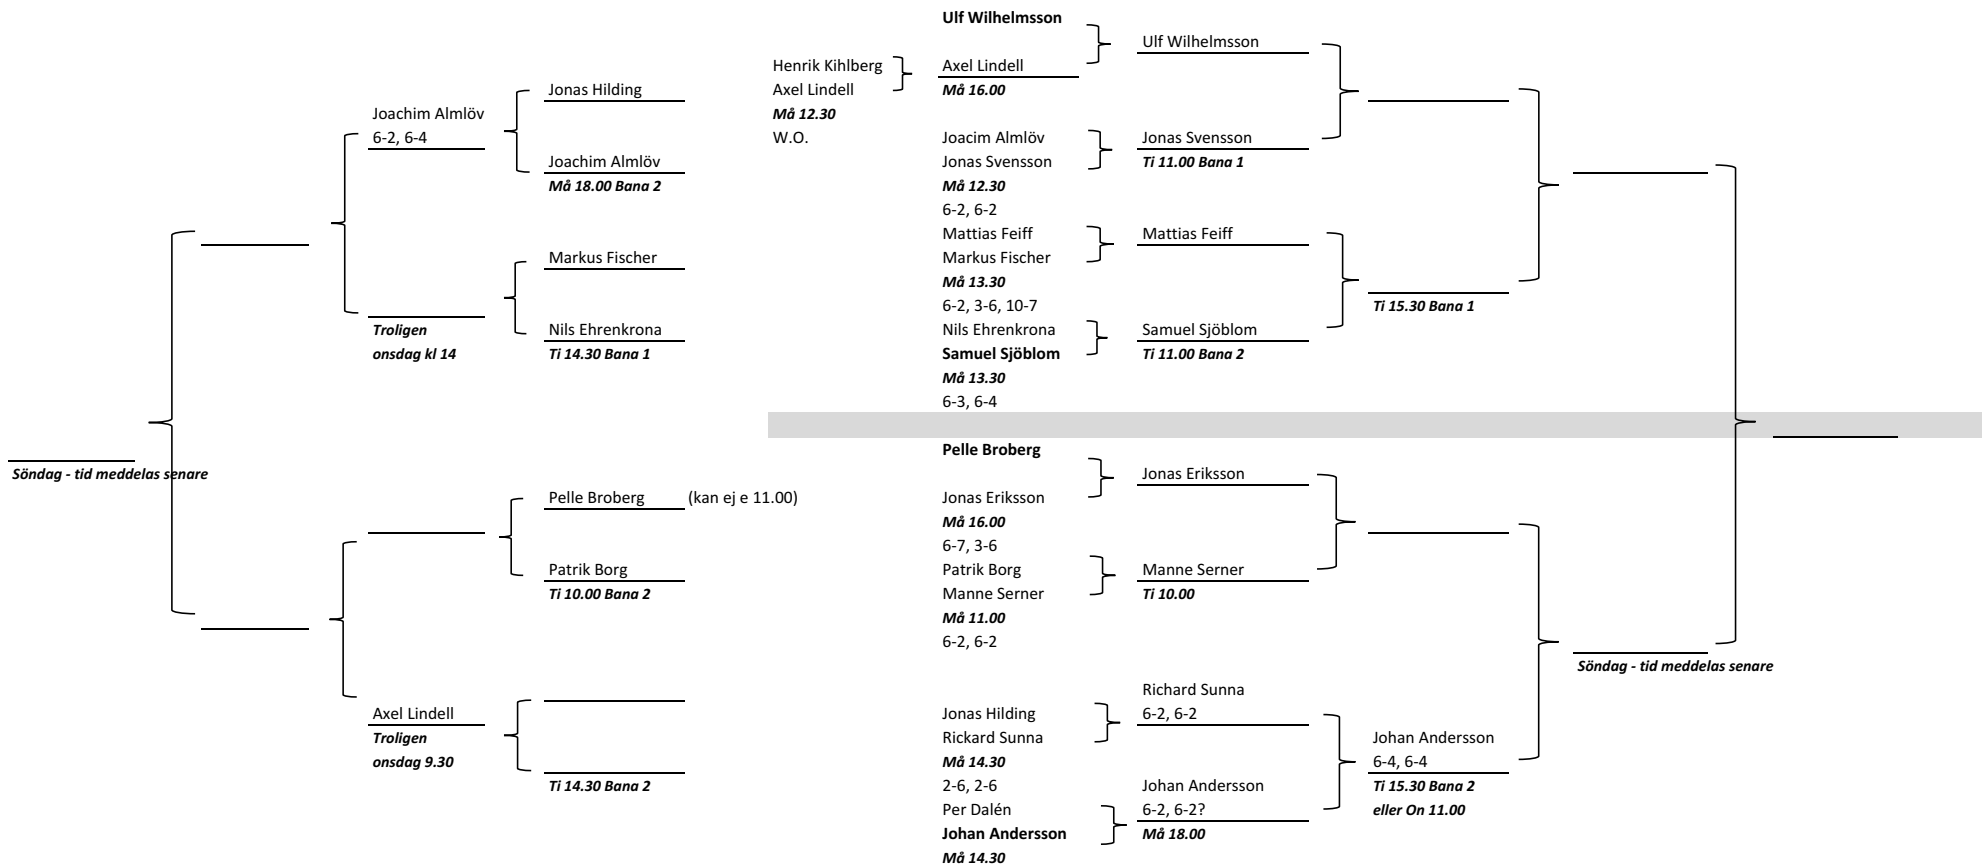 Ulf Wilhelmsson
Ulf Wilhelmsson
Henrik Kihlberg
Axel Lindell
Jonas Hilding
Axel Lindell
Må 16.00
Joachim Almlöv
Må 12.30
6-2, 6-4
W.O.
Joacim Almlöv
Jonas Svensson
Joachim Almlöv
Jonas Svensson
Ti 11.00 Bana 1
Må 18.00 Bana 2
Må 12.30
6-2, 6-2
Mattias Feiff
Mattias Feiff
Markus Fischer
Markus Fischer
Må 13.30
6-2, 3-6, 10-7
Ti 15.30 Bana 1
Troligen
Nils Ehrenkrona
Nils Ehrenkrona
Samuel Sjöblom
onsdag kl 14
Ti 14.30 Bana 1
Samuel Sjöblom
Ti 11.00 Bana 2
Må 13.30
6-3, 6-4
Pelle Broberg
Söndag - tid meddelas senare
Jonas Eriksson
Pelle Broberg (kan ej e 11.00)
Jonas Eriksson
Må 16.00
6-7, 3-6
Patrik Borg
Patrik Borg
Manne Serner
Ti 10.00 Bana 2
Manne Serner
Ti 10.00
Må 11.00
6-2, 6-2
Söndag - tid meddelas senare
Richard Sunna
Axel Lindell
Jonas Hilding
6-2, 6-2
Troligen
Rickard Sunna
Johan Andersson
onsdag 9.30
Må 14.30
6-4, 6-4
Ti 14.30 Bana 2
2-6, 2-6
Johan Andersson
Ti 15.30 Bana 2
Per Dalén
6-2, 6-2?
eller On 11.00
Johan Andersson
Må 18.00
Må 14.30